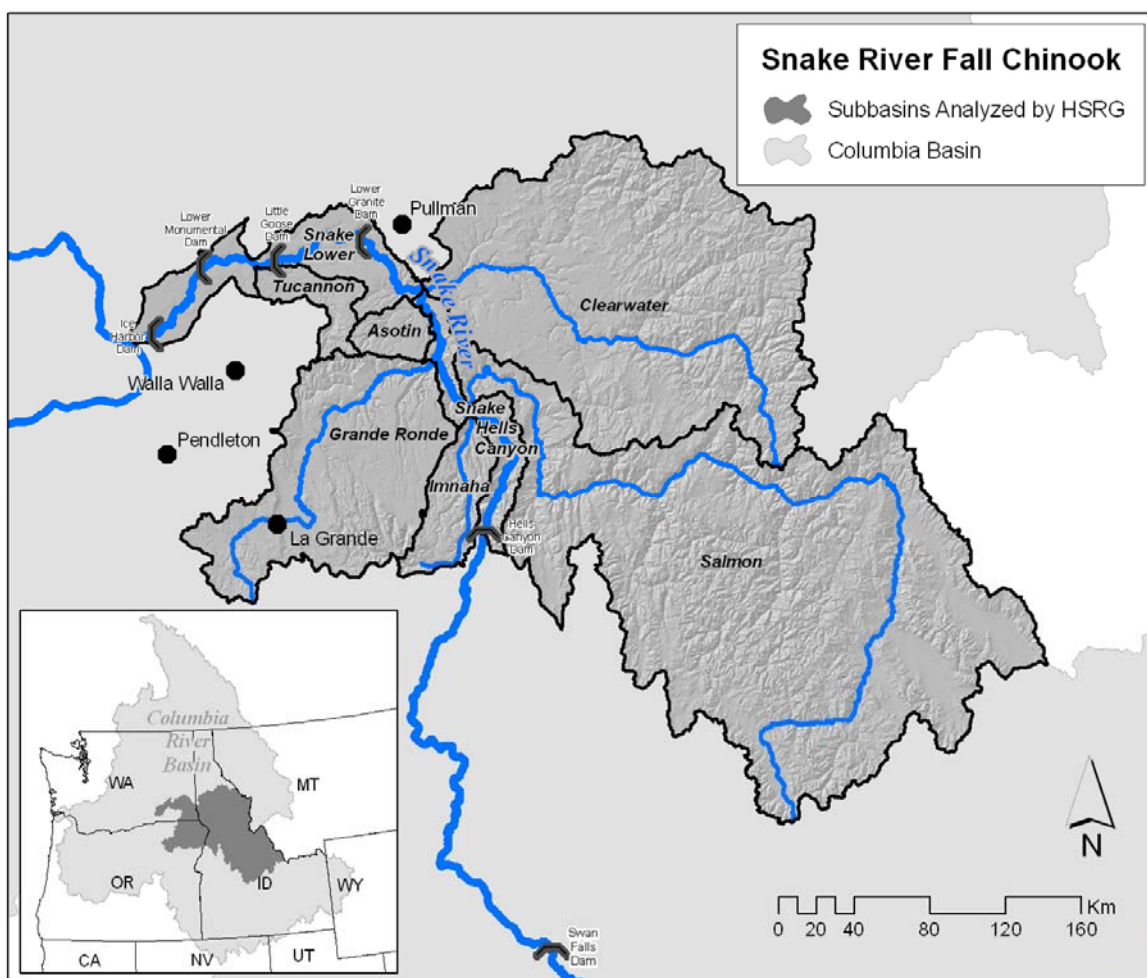 Snake River Fall Chinook
Subbasins Analyzed by HSRG
Columbia Basin
Lower
Granite
Dam
Pullman
Little
Goose
Dam
Lower
Monumental
Dam
Snake
Lower
Snake River
Tucannon
Clearwater
Asotin
Ice
Harbor
Dam
Walla Walla
Snake
Hells
Canyon
Grande Ronde
Pendleton
Imnaha
La Grande
Hells
Canyon
Dam
Salmon
Columbia
River
Basin
WA
MT
OR
ID
WY
CA
NV
UT
N
Km
0 20 40 80 120 160
Swan
Falls
Dam